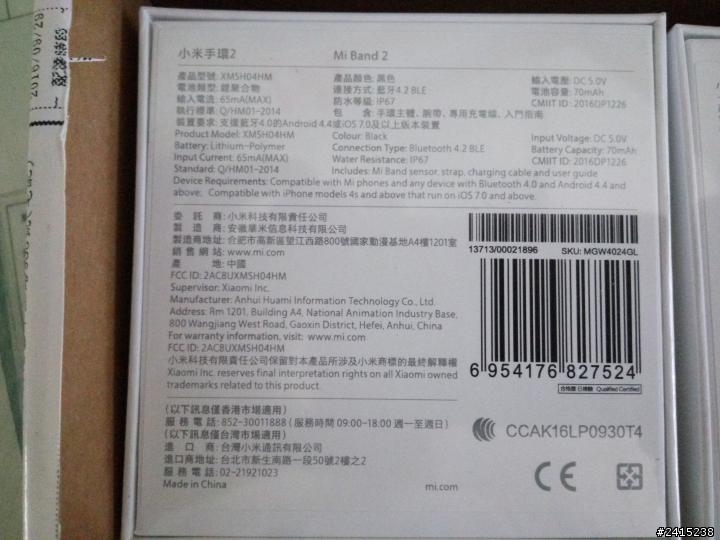 小米手環2
Mi Band 2
產品型號: XMSH04HM
產品顏色: 黑色
輸入電壓: DC 5.0V
電池類型: 鋰聚合物
連接方式: 藍牙4.2 BLE
電池容量: 70mAh
輸入電流: 65mA(MAX)
防水等級: IP67
CMIIT ID: 2016DP1226
執行標準: Q/HM01-2014
包 含: 手環主體、腕帶、專用充電線、入門指南
裝置要求: 支援藍牙4.0的Android 4.4或iOS 7.0及以上版本裝置
Product Model: XMSH04HM
Colour: Black
Input Voltage: DC 5.0V
Battery: Lithium-Polymer
Connection Type: Bluetooth 4.2 BLE
Battery Capacity: 70mAh
Input Current: 65mA(MAX)
Water Resistance: IP67
CMIIT ID: 2016DP1226
Standard: Q/HM01-2014
Includes: Mi Band sensor, strap, charging cable and user guide
Device Requirements: Compatible with Mi phones and any device with Bluetooth 4.0 and Android 4.4 and
above; Compatible with iPhone models 4s and above that run on iOS 7.0 and above.
委 託 商: 小米科技有限責任公司
製 造 商: 安徽華米信息科技有限公司
製造商地址: 合肥市高新區望江西路800號國家動漫基地A4樓1201室
銷 售 網 站: www.mi.com
產 地: 中國
FCC ID: 2AC8UXMSH04HM
Supervisor: Xiaomi Inc.
Manufacturer: Anhui Huami Information Technology Co., Ltd.
Address: Rm 1201, Building A4, National Animation Industry Base,
800 Wangjiang West Road, Gaoxin District, Hefei, Anhui, China
For warranty information, visit: www.mi.com
FCC ID: 2AC8UXMSH04HM
小米科技有限責任公司保留對本產品所涉及小米商標的最終解釋權
Xiaomi Inc. reserves final interpretation rights on all Xiaomi owned
trademarks related to this product.
13713/00021896
SKU: MGW4024GL
6 954176 827524
合格證 已檢驗 Qualified Certified
(以下訊息僅香港市場適用)
服 務 電 話: 852-30011888 (服務時間 09:00-18:00 週一至週日)
(以下訊息僅台灣市場適用)
進 口 商: 台灣小米通訊有限公司
進口商地址: 台北市新生南路一段50號2樓之2
服 務 電 話: 02-21921023
Made in China
mi.com
CCAK16LP0930T4
CE
#2415238